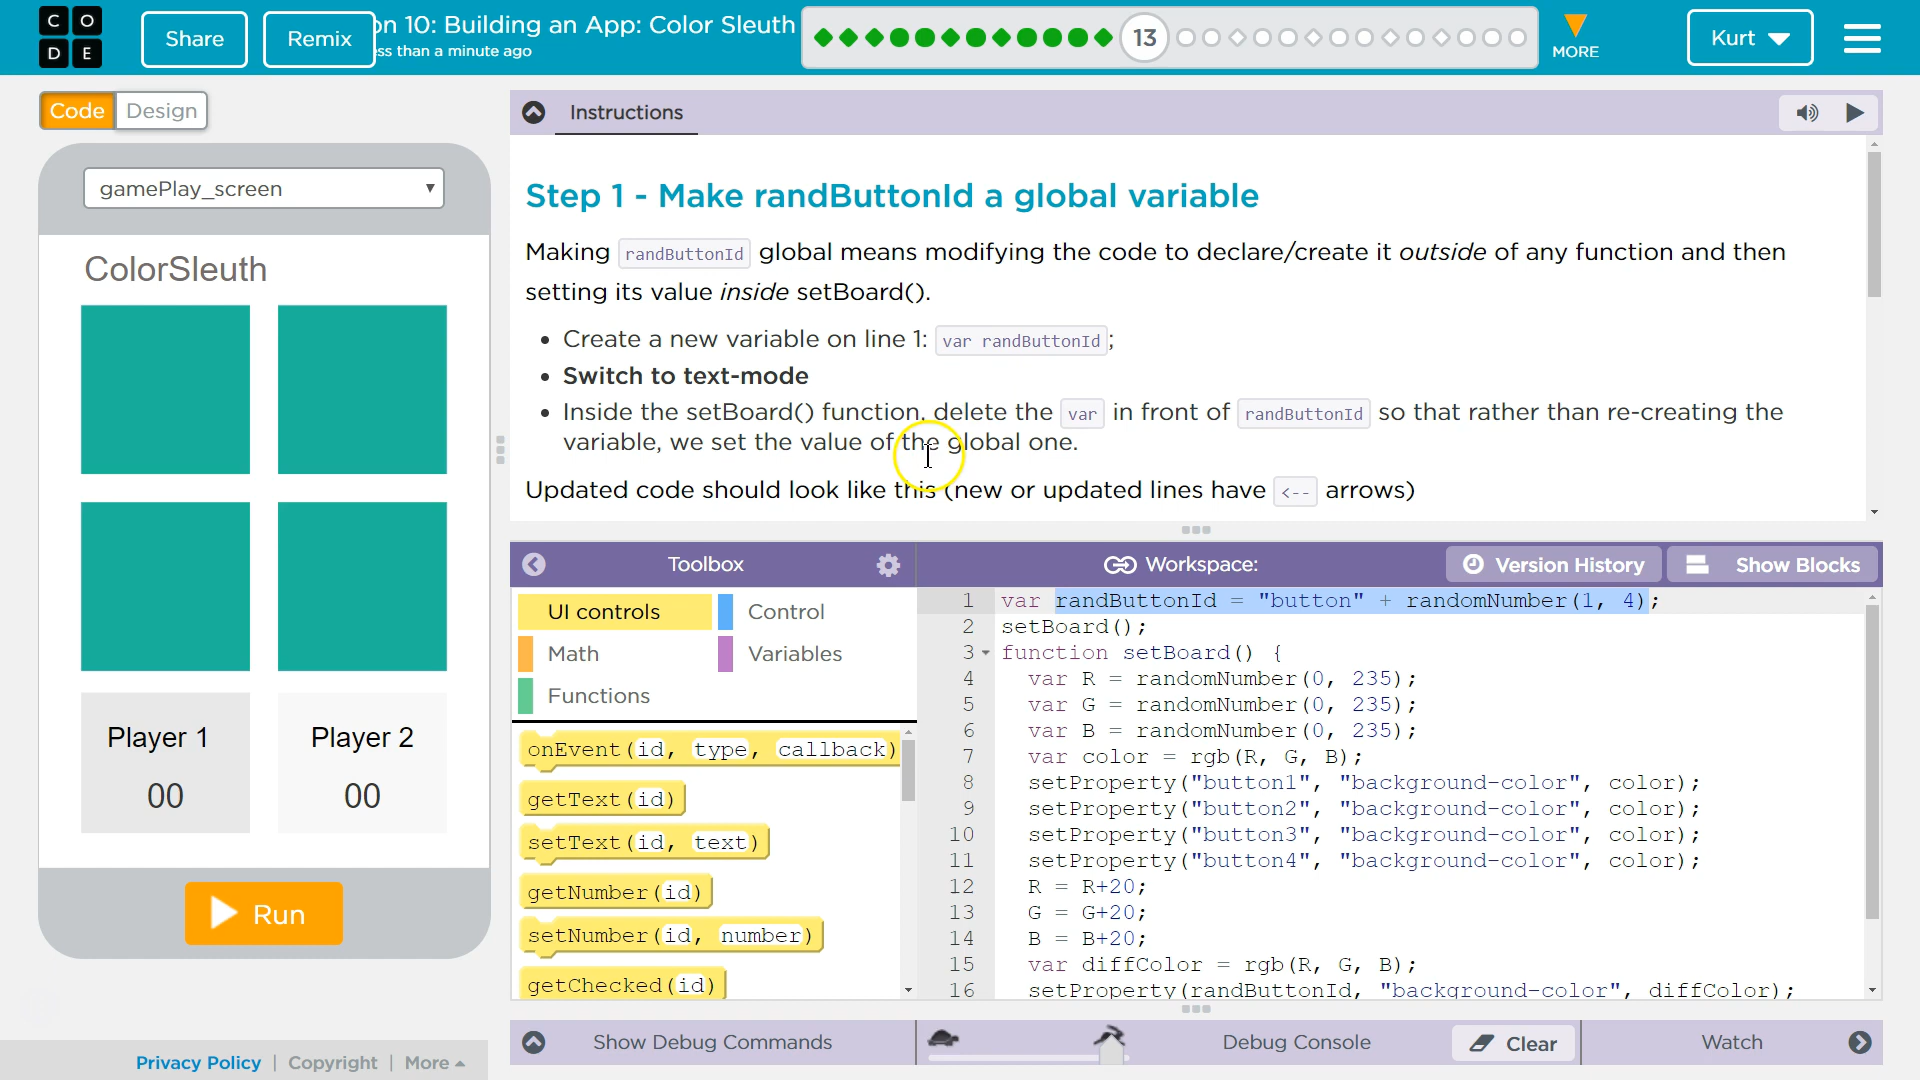 CODE
Share
Remix
on 10: Building an App: Color Sleuth
ess than a minute ago
13
MORE
Kurt
Code
Design
gamePlay_screen
ColorSleuth
Player 1
00
Player 2
00
Run
Privacy Policy | Copyright | More
Instructions
Step 1 - Make randButtonId a global variable
Making randButtonId global means modifying the code to declare/create it outside of any function and then
setting its value inside setBoard().
• Create a new variable on line 1: var randButtonId;
• Switch to text-mode
• Inside the setBoard() function, delete the var in front of randButtonId so that rather than re-creating the
variable, we set the value of the global one.
Updated code should look like this (new or updated lines have <-- arrows)
Toolbox
UI controls
Control
Math
Variables
Functions
onEvent(id, type, callback)
getText(id)
setText(id, text)
getNumber(id)
setNumber(id, number)
getChecked(id)
Workspace:
Version History
Show Blocks
1 var randButtonId = "button" + randomNumber(1, 4);
2 setBoard();
3 function setBoard() {
4 var R = randomNumber(0, 235);
5 var G = randomNumber(0, 235);
6 var B = randomNumber(0, 235);
7 var color = rgb(R, G, B);
8 setProperty("button1", "background-color", color);
9 setProperty("button2", "background-color", color);
10 setProperty("button3", "background-color", color);
11 setProperty("button4", "background-color", color);
12 R = R+20;
13 G = G+20;
14 B = B+20;
15 var diffColor = rgb(R, G, B);
16 setProperty(randButtonId, "background-color", diffColor);
Show Debug Commands
Debug Console
Clear
Watch